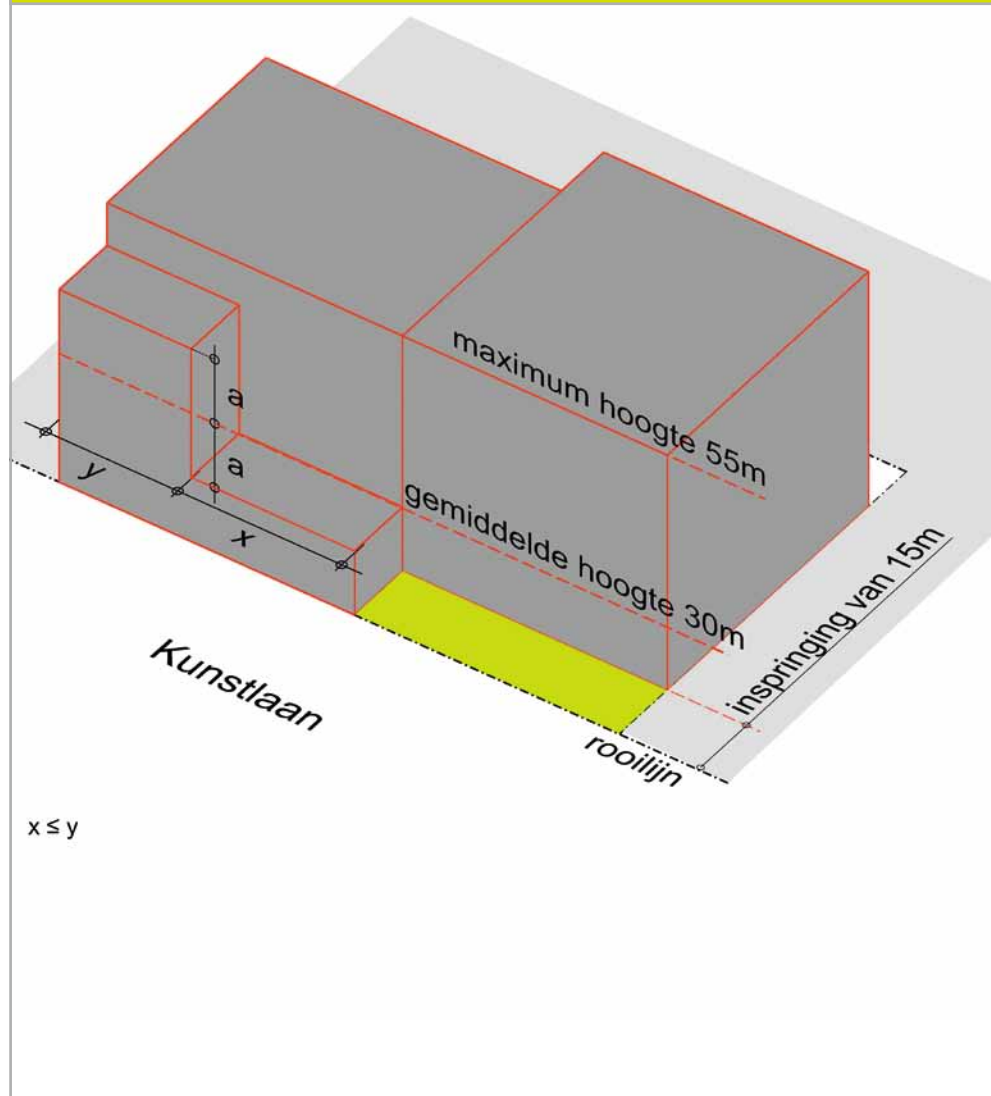 maximum hoogte 55m
a
a
y
x
gemiddelde hoogte 30m
inspringing van 15m
Kunstlaan
rooilijn
x ≤ y